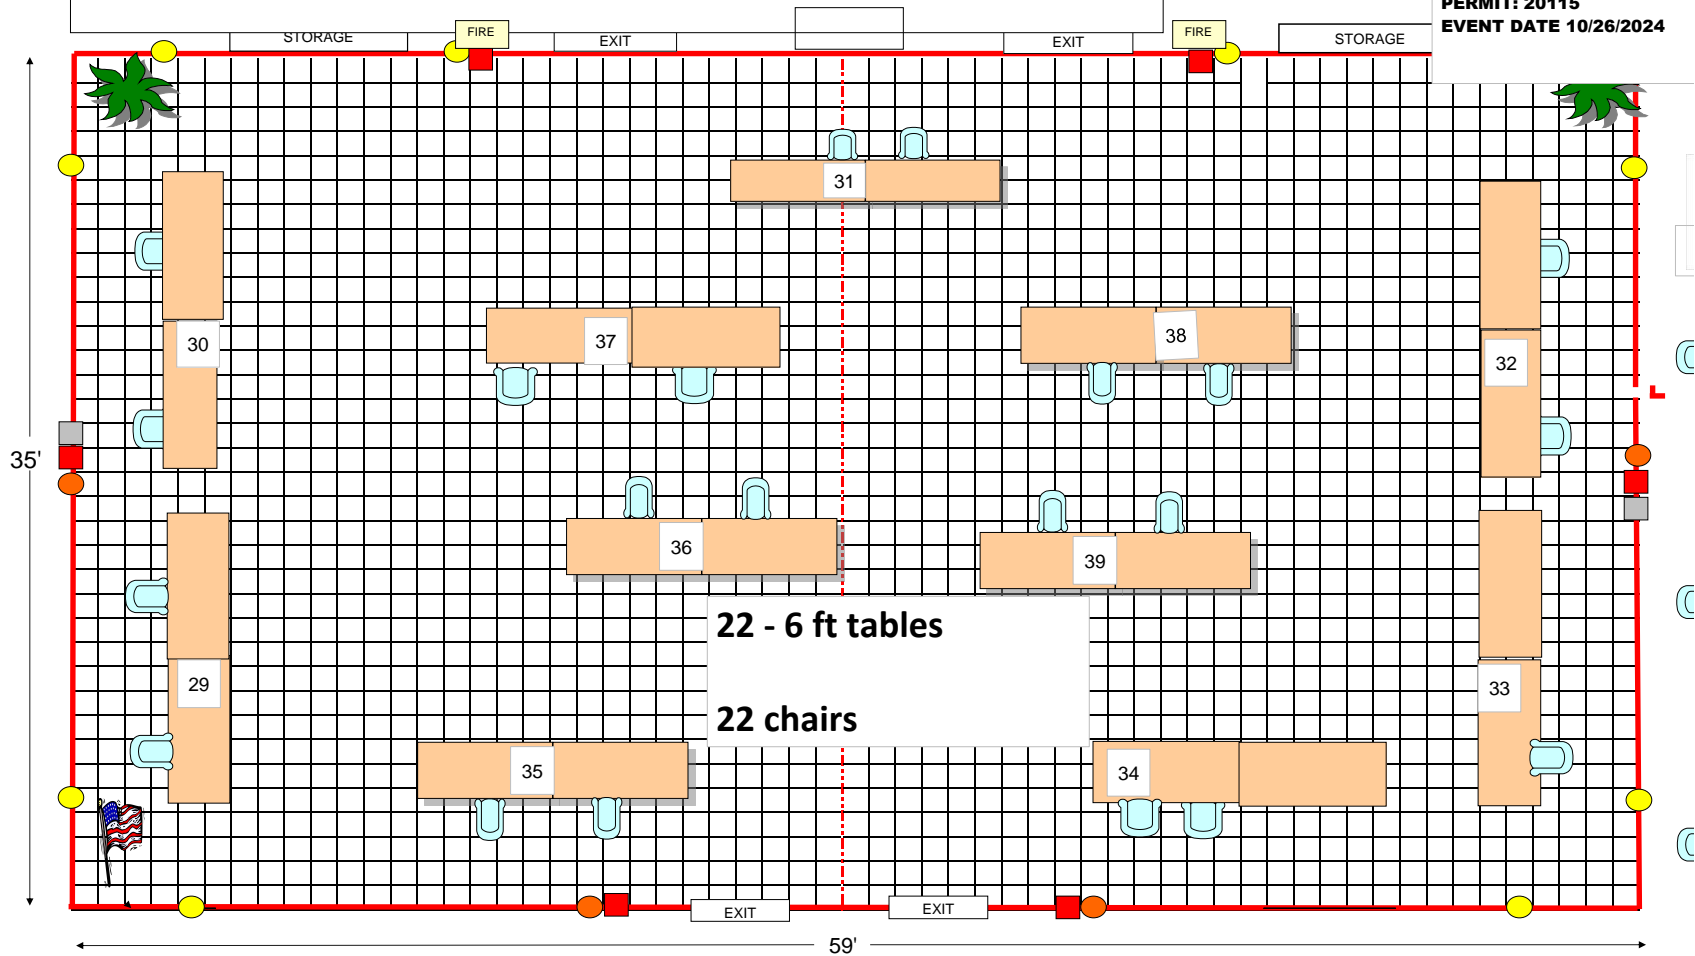 PERMIT: 20115
EVENT DATE 10/26/2024
FIRE
FIRE
STORAGE
EXIT
EXIT
STORAGE
31
30
37
38
32
35'
36
39
22 - 6 ft tables
22 chairs
29
33
35
34
EXIT
EXIT
59'